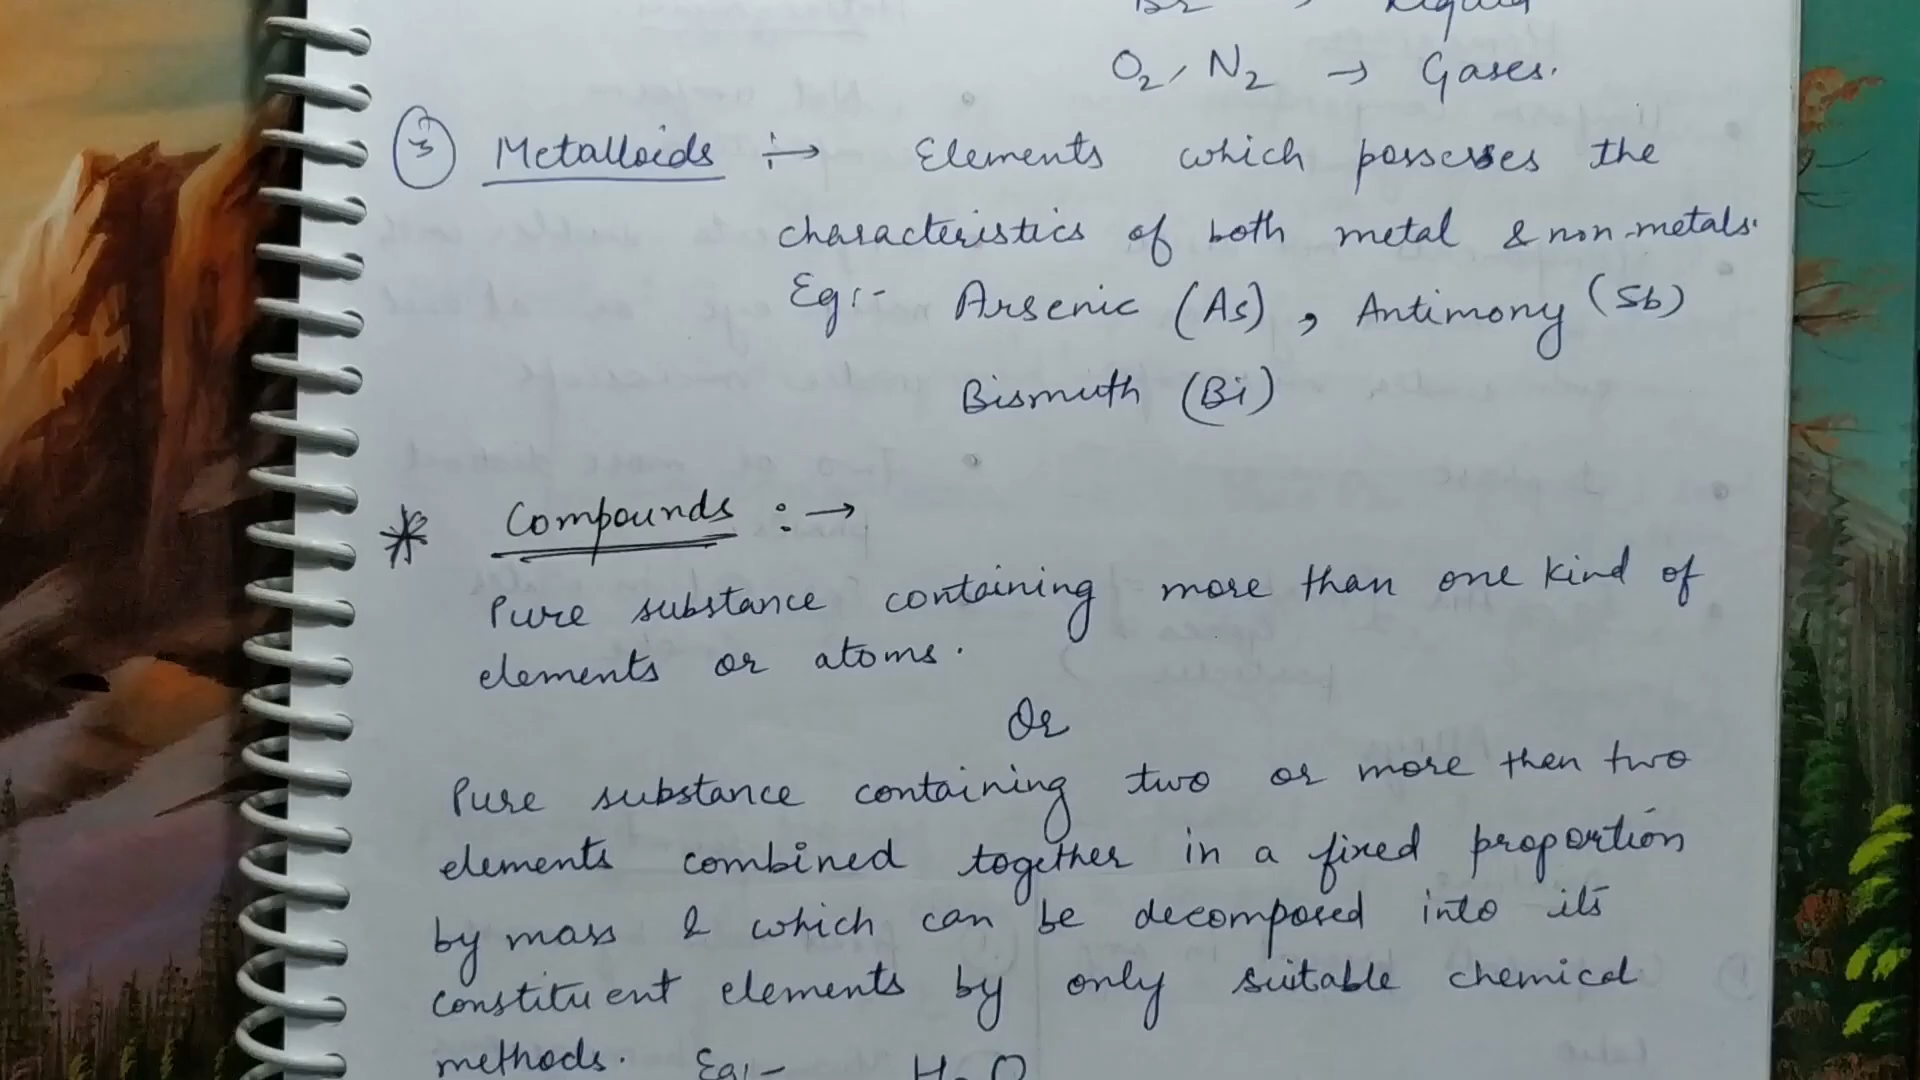 Br → Liquid
O2, N2 → Gases.
③ Metalloids :→ Elements which possesses the
characteristics of both metal & non-metals.
Eg:- Arsenic (As), Antimony (Sb)
Bismuth (Bi)
* Compounds :→
Pure substance containing more than one kind of
elements or atoms.
Or
Pure substance containing two or more then two
elements combined together in a fixed proportion
by mass & which can be decomposed into its
constituent elements by only suitable chemical
methods. Eg:- H2O